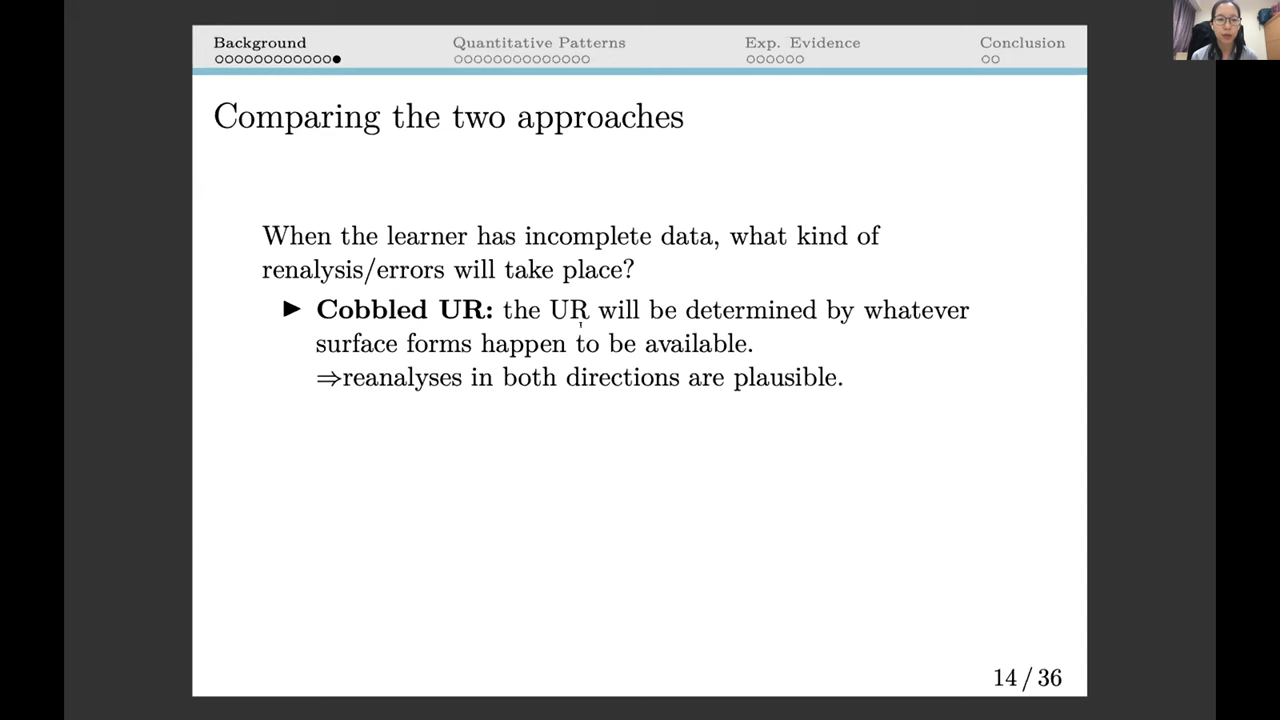 Background Quantitative Patterns Exp. Evidence Conclusion
Comparing the two approaches
When the learner has incomplete data, what kind of
renalysis/errors will take place?
▶ Cobbled UR: the UR will be determined by whatever
surface forms happen to be available.
⇒reanalyses in both directions are plausible.
14 / 36